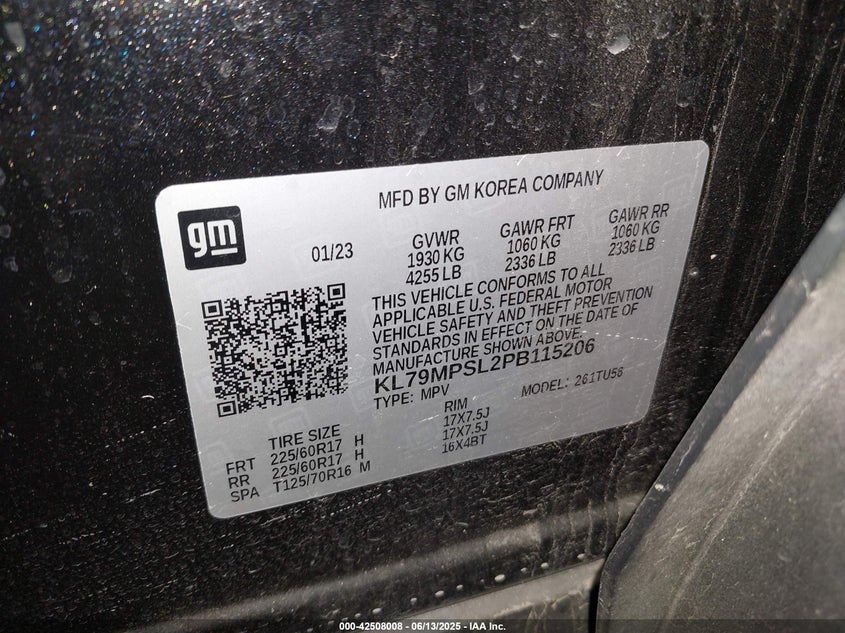 MFD BY GM KOREA COMPANY
gm
01/23
GVWR
1930 KG
4255 LB
GAWR FRT
1060 KG
2336 LB
GAWR RR
1060 KG
2336 LB
THIS VEHICLE CONFORMS TO ALL
APPLICABLE U.S. FEDERAL MOTOR
VEHICLE SAFETY AND THEFT PREVENTION
STANDARDS IN EFFECT ON THE DATE OF
MANUFACTURE SHOWN ABOVE.
KL79MPSL2PB115206
TYPE: MPV MODEL: 261TU56
TIRE SIZE RIM
FRT 225/60R17 H 17X7.5J
RR 225/60R17 H 17X7.5J
SPA T125/70R16 M 16X4BT
000-42508008 - 06/13/2025 - IAA Inc.